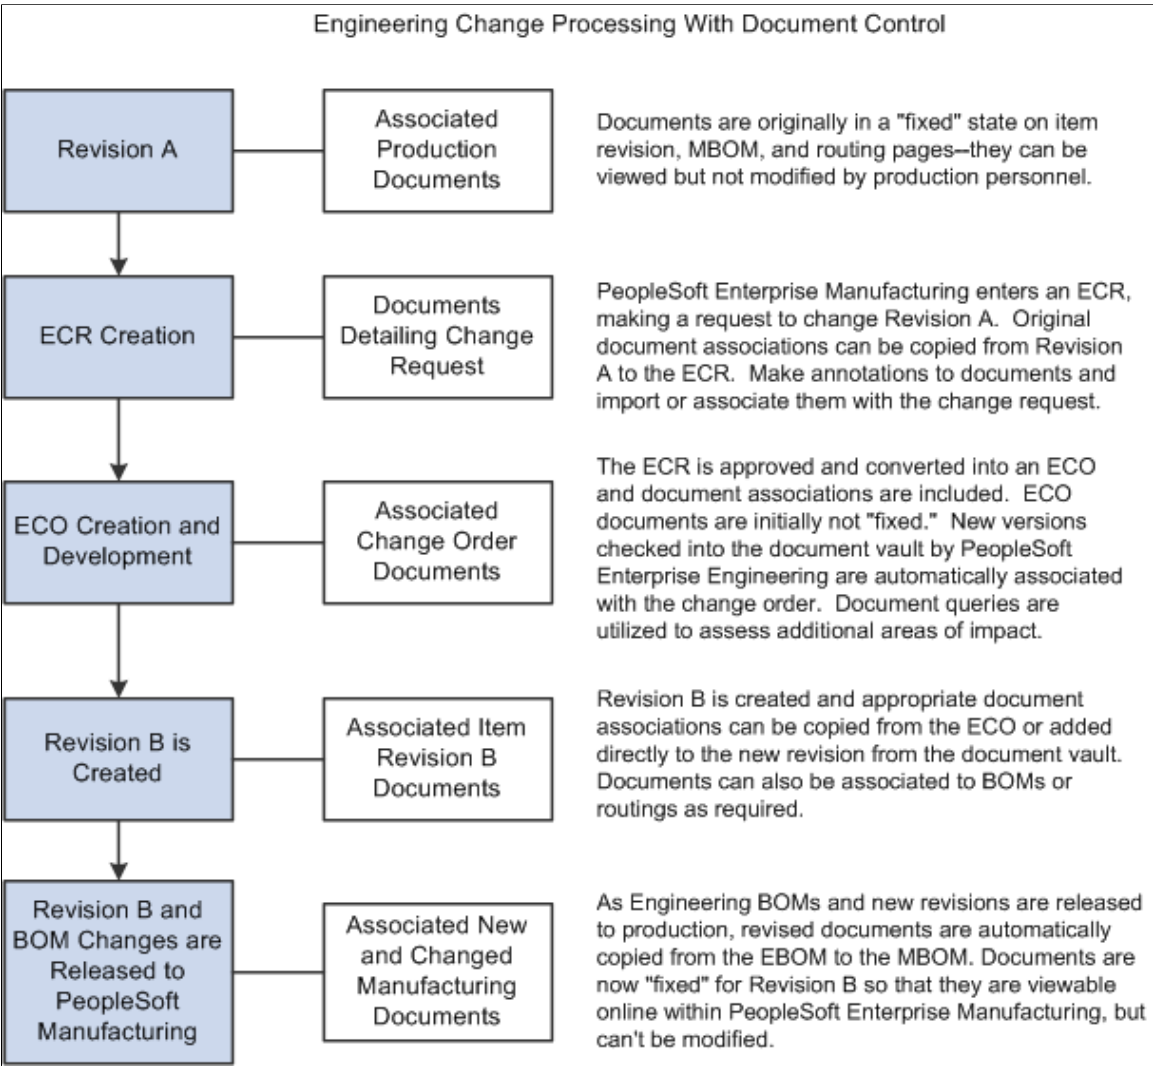 Engineering Change Processing With Document Control
Revision A
Associated
Production
Documents
Documents are originally in a "fixed" state on item
revision, MBOM, and routing pages--they can be
viewed but not modified by production personnel.
ECR Creation
Documents
Detailing Change
Request
PeopleSoft Enterprise Manufacturing enters an ECR,
making a request to change Revision A.  Original
document associations can be copied from Revision
A to the ECR.  Make annotations to documents and
import or associate them with the change request.
ECO Creation and
Development
Associated
Change Order
Documents
The ECR is approved and converted into an ECO
and document associations are included.  ECO
documents are initially not "fixed."  New versions
checked into the document vault by PeopleSoft
Enterprise Engineering are automatically associated
with the change order.  Document queries are
utilized to assess additional areas of impact.
Revision B is
Created
Associated Item
Revision B
Documents
Revision B is created and appropriate document
associations can be copied from the ECO or added
directly to the new revision from the document vault.
Documents can also be associated to BOMs or
routings as required.
Revision B and
BOM Changes are
Released to
PeopleSoft
Manufacturing
Associated New
and Changed
Manufacturing
Documents
As Engineering BOMs and new revisions are released
to production, revised documents are automatically
copied from the EBOM to the MBOM. Documents are
now "fixed" for Revision B so that they are viewable
online within PeopleSoft Enterprise Manufacturing, but
can't be modified.